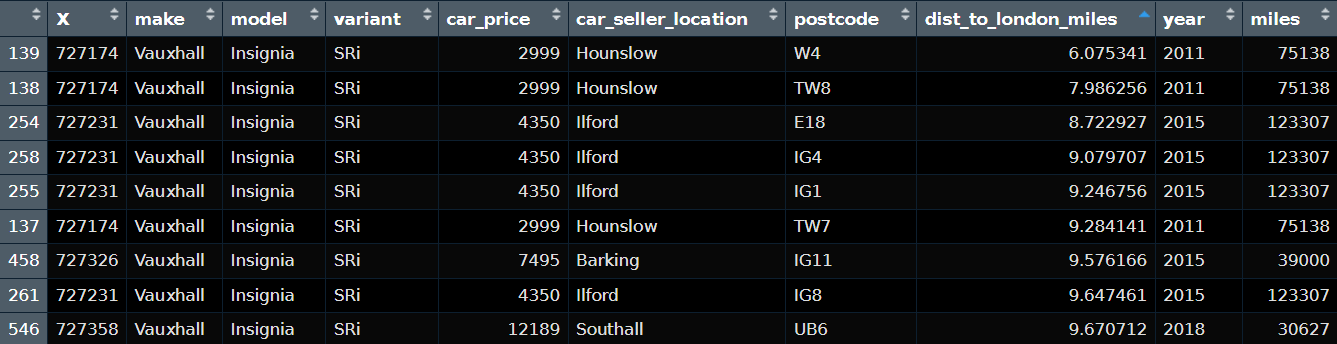 X make model variant car_price car_seller_location postcode dist_to_london_miles year miles
139 727174 Vauxhall Insignia SRi 2999 Hounslow W4 6.075341 2011 75138
138 727174 Vauxhall Insignia SRi 2999 Hounslow TW8 7.986256 2011 75138
254 727231 Vauxhall Insignia SRi 4350 Ilford E18 8.722927 2015 123307
258 727231 Vauxhall Insignia SRi 4350 Ilford IG4 9.079707 2015 123307
255 727231 Vauxhall Insignia SRi 4350 Ilford IG1 9.246756 2015 123307
137 727174 Vauxhall Insignia SRi 2999 Hounslow TW7 9.284141 2011 75138
458 727326 Vauxhall Insignia SRi 7495 Barking IG11 9.576166 2015 39000
261 727231 Vauxhall Insignia SRi 4350 Ilford IG8 9.647461 2015 123307
546 727358 Vauxhall Insignia SRi 12189 Southall UB6 9.670712 2018 30627